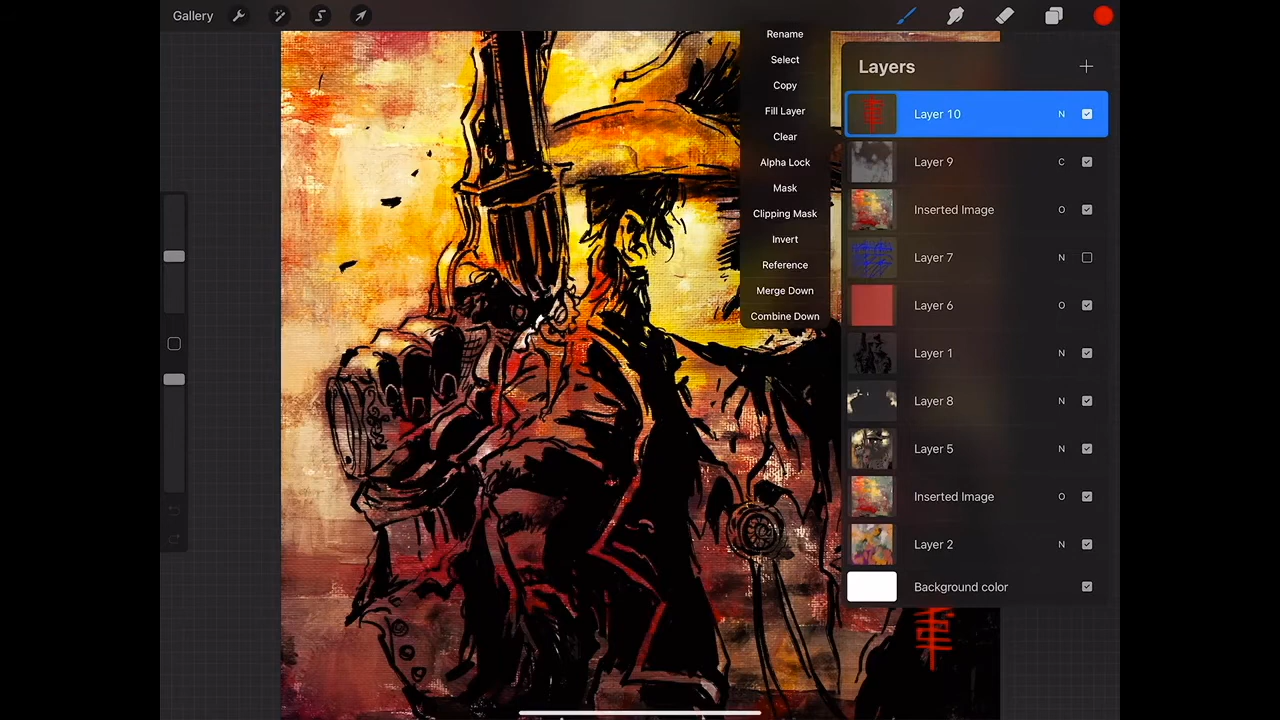 Gallery
Rename
Select
Copy
Fill Layer
Clear
Alpha Lock
Mask
Clipping Mask
Invert
Reference
Merge Down
Combine Down
Layers
Layer 10 N
Layer 9 C
Inserted Image O
Layer 7 N
Layer 6 O
Layer 1 N
Layer 8 N
Layer 5 N
Inserted Image O
Layer 2 N
Background color